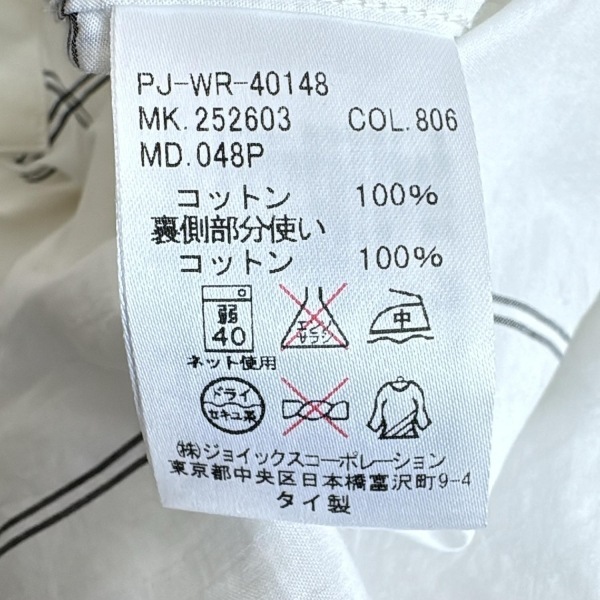 PJ-WR-40148
MK.252603 COL.806
MD.048P
コットン 100%
裏側部分使い
コットン 100%
弱 40
エンソ サラシ
中
ネット使用
ドライ セキユ系
㈱ジョイックスコーポレーション
東京都中央区日本橋富沢町9-4
タイ製